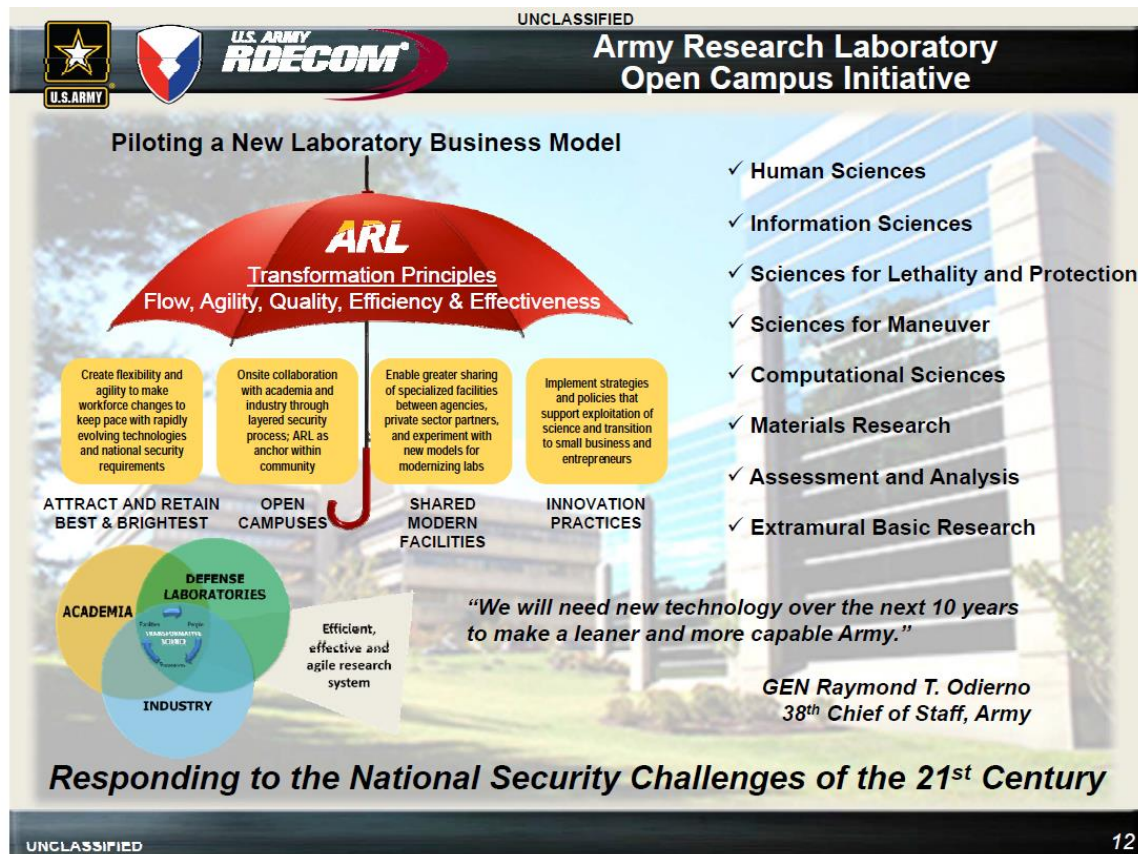 UNCLASSIFIED
U.S. ARMY
U.S. ARMY
RDECOM®
Army Research Laboratory
Open Campus Initiative
Piloting a New Laboratory Business Model
ARL
Transformation Principles
Flow, Agility, Quality, Efficiency & Effectiveness
Create flexibility and
agility to make
workforce changes to
keep pace with rapidly
evolving technologies
and national security
requirements
ATTRACT AND RETAIN
BEST & BRIGHTEST
Onsite collaboration
with academia and
industry through
layered security
process; ARL as
anchor within
community
OPEN
CAMPUSES
Enable greater sharing
of specialized facilities
between agencies,
private sector partners,
and experiment with
new models for
modernizing labs
SHARED
MODERN
FACILITIES
Implement strategies
and policies that
support exploitation of
science and transition
to small business and
entrepreneurs
INNOVATION
PRACTICES
✓ Human Sciences
✓ Information Sciences
✓ Sciences for Lethality and Protection
✓ Sciences for Maneuver
✓ Computational Sciences
✓ Materials Research
✓ Assessment and Analysis
✓ Extramural Basic Research
ACADEMIA
DEFENSE
LABORATORIES
Facilities People
TRANSFORMATIVE
SCIENCE
INDUSTRY
Efficient,
effective and
agile research
system
“We will need new technology over the next 10 years
to make a leaner and more capable Army.”
GEN Raymond T. Odierno
38th Chief of Staff, Army
Responding to the National Security Challenges of the 21st Century
UNCLASSIFIED
12